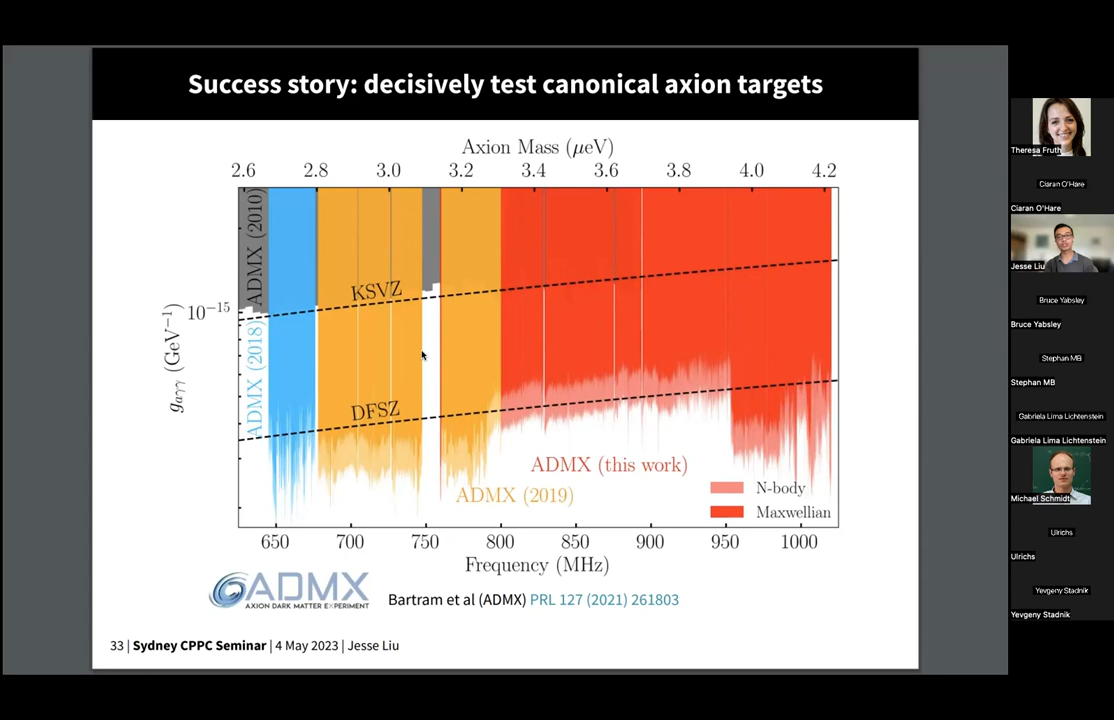 Success story: decisively test canonical axion targets
Axion Mass (μeV)
2.6 2.8 3.0 3.2 3.4 3.6 3.8 4.0 4.2
ADMX (2010)
ADMX (2018)
KSVZ
DFSZ
10⁻¹⁵
gₐγγ (GeV⁻¹)
ADMX (this work)
ADMX (2019)
N-body
Maxwellian
650 700 750 800 850 900 950 1000
Frequency (MHz)
ADMX
AXION DARK MATTER EXPERIMENT
Bartram et al (ADMX) PRL 127 (2021) 261803
33 | Sydney CPPC Seminar | 4 May 2023 | Jesse Liu
Theresa Fruth
Ciaran O'Hare
Ciaran O'Hare
Jesse Liu
Bruce Yabsley
Bruce Yabsley
Stephan MB
Stephan MB
Gabriela Lima Lichtenstein
Gabriela Lima Lichtenstein
Michael Schmidt
Ulrichs
Ulrichs
Yevgeny Stadnik
Yevgeny Stadnik